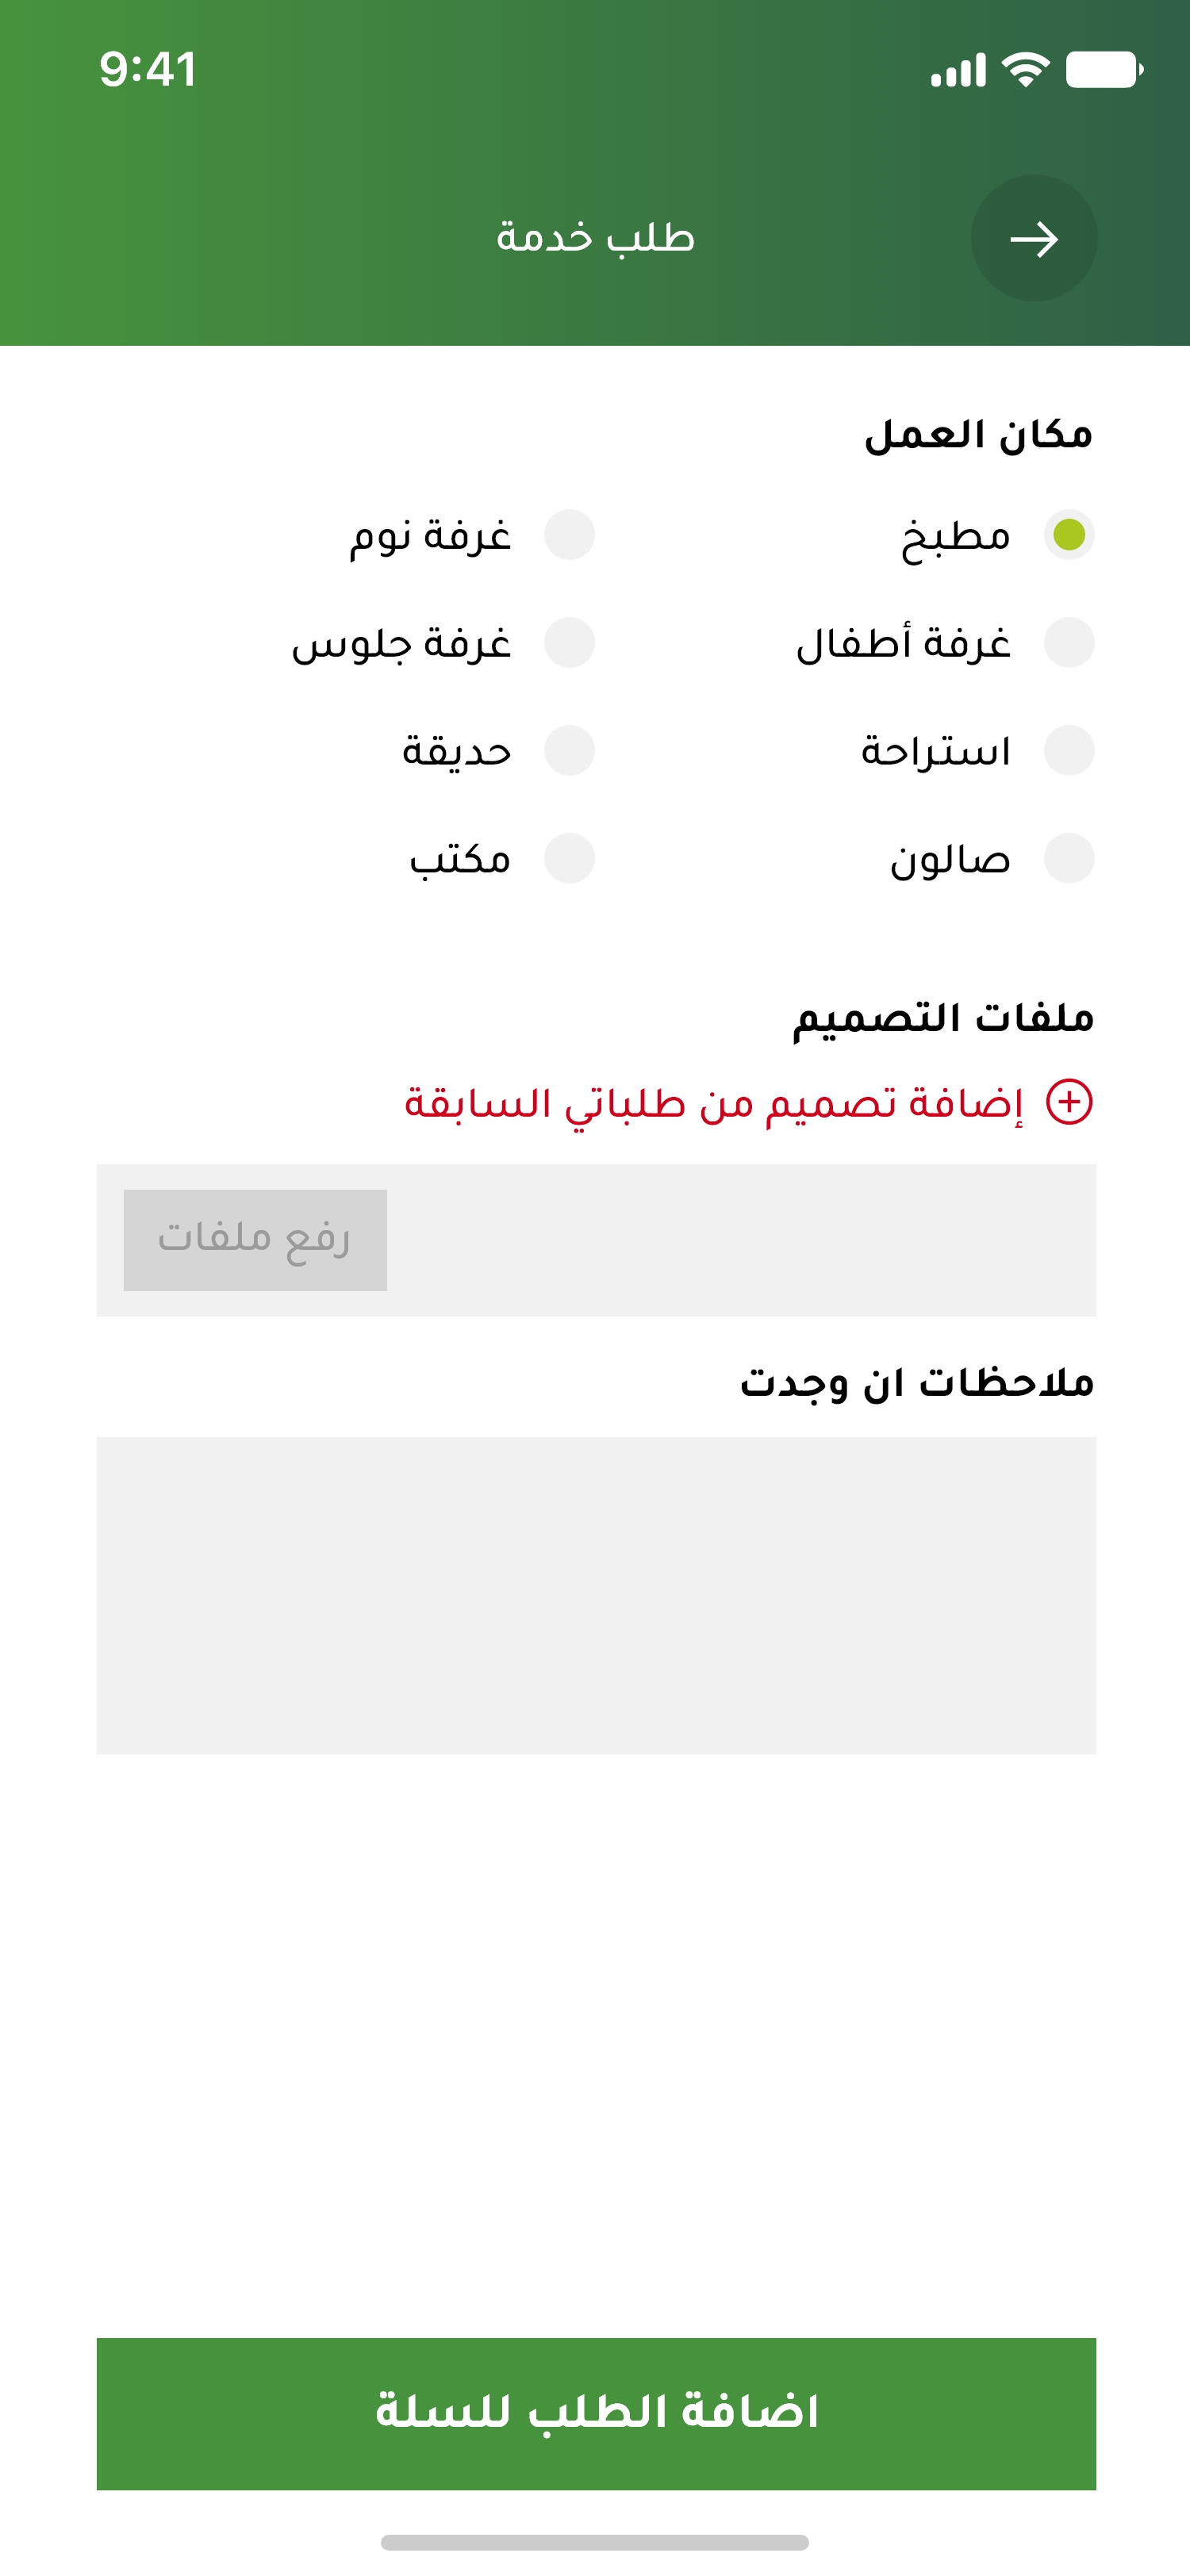 9:41
طلب خدمة
مكان العمل
مطبخ
غرفة نوم
غرفة أطفال
غرفة جلوس
استراحة
حديقة
صالون
مكتب
ملفات التصميم
إضافة تصميم من طلباتي السابقة
رفع ملفات
ملاحظات ان وجدت
اضافة الطلب للسلة